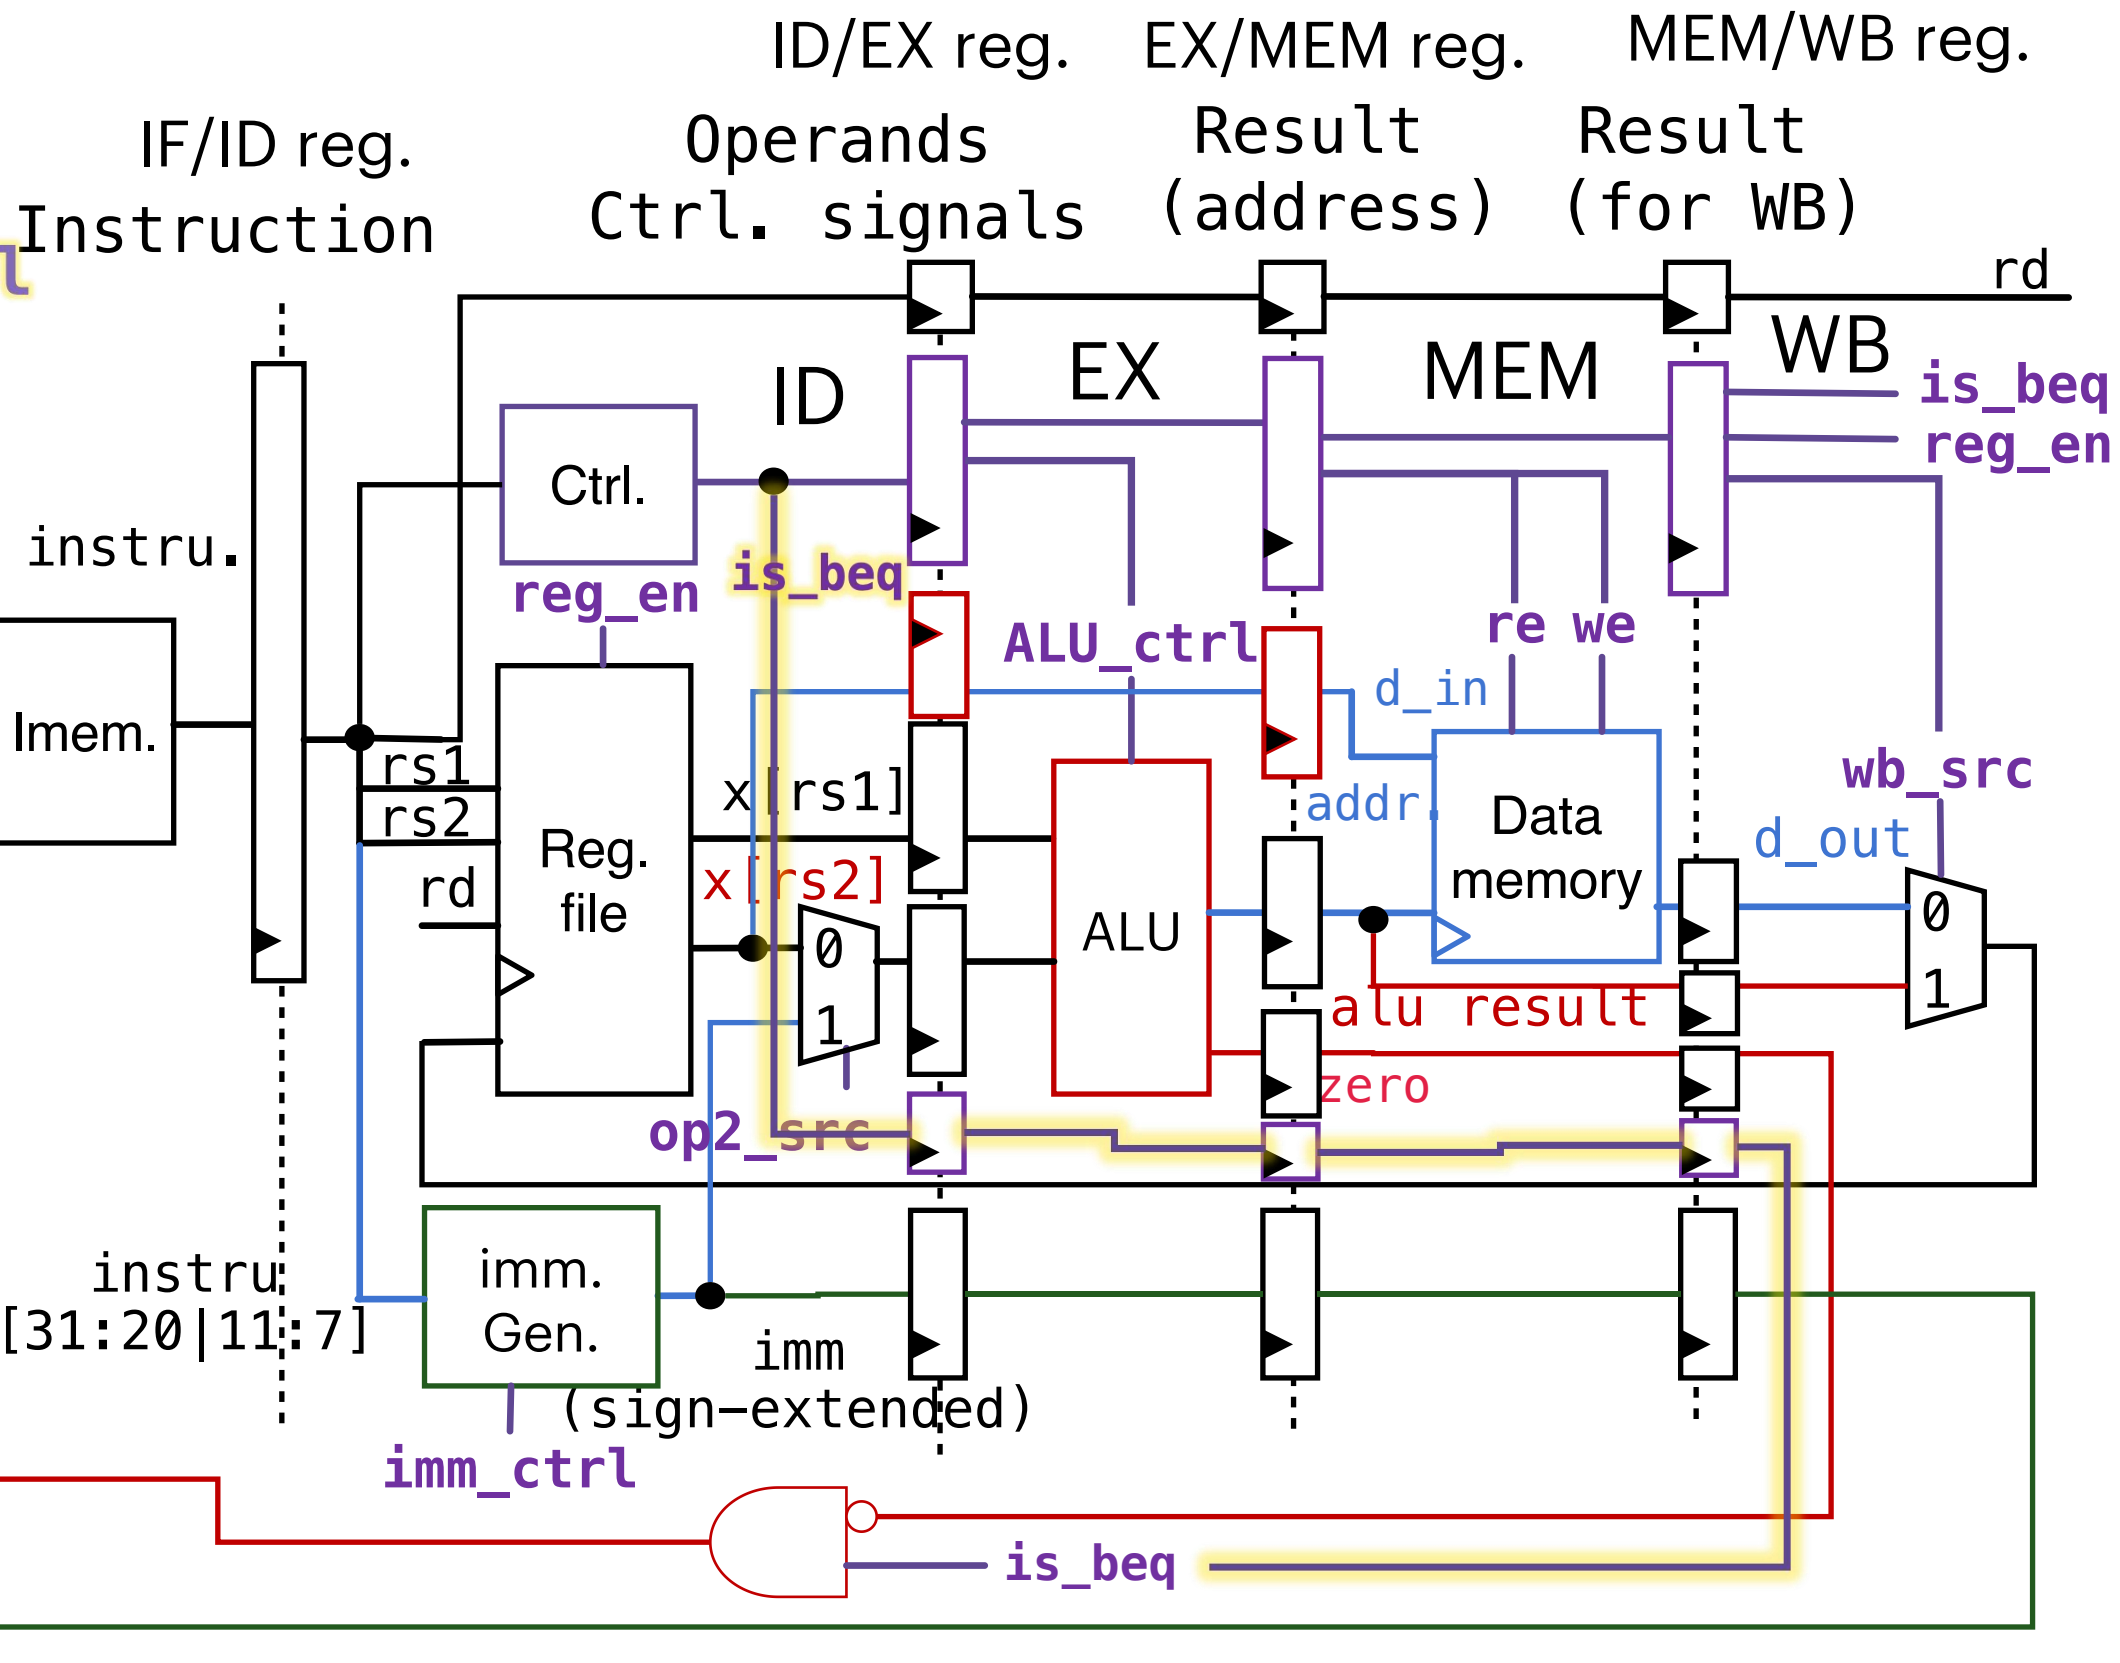 ID/EX reg.
EX/MEM reg.
MEM/WB reg.
IF/ID reg.
Instruction
Operands
Ctrl. signals
Result
(address)
Result
(for WB)
l
rd
ID
EX
MEM
WB
is_beq
reg_en
Ctrl.
instru.
reg_en
is_beq
ALU_ctrl
re we
d_in
Imem.
rs1
rs2
rd
Reg.
file
x[rs1]
x[rs2]
0
1
op2_src
ALU
addr.
Data
memory
wb_src
d_out
0
1
alu result
zero
instru
[31:20|11:7]
imm.
Gen.
imm
(sign-extended)
imm_ctrl
is_beq